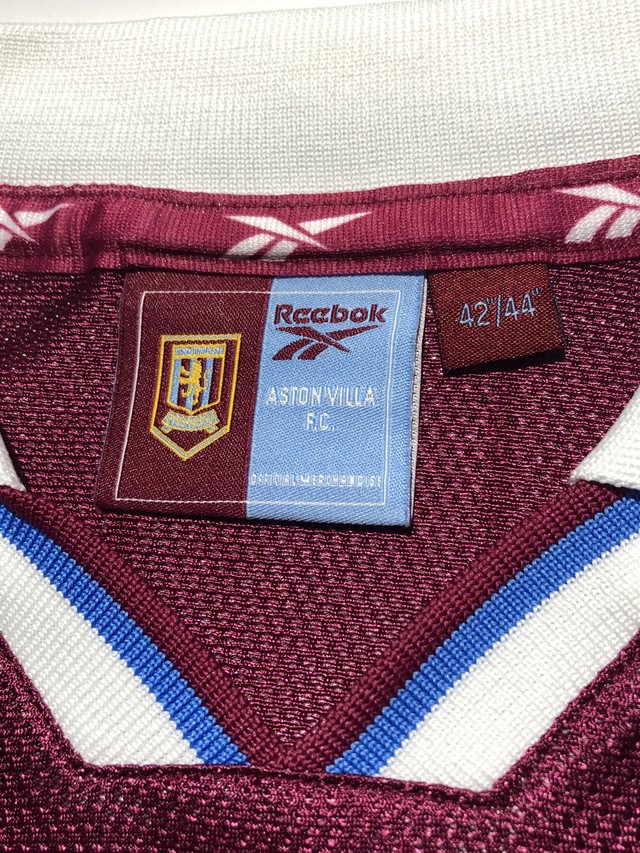 Reebok
42"/44"
ASTON VILLA
F.C.
OFFICIAL MERCHANDISE